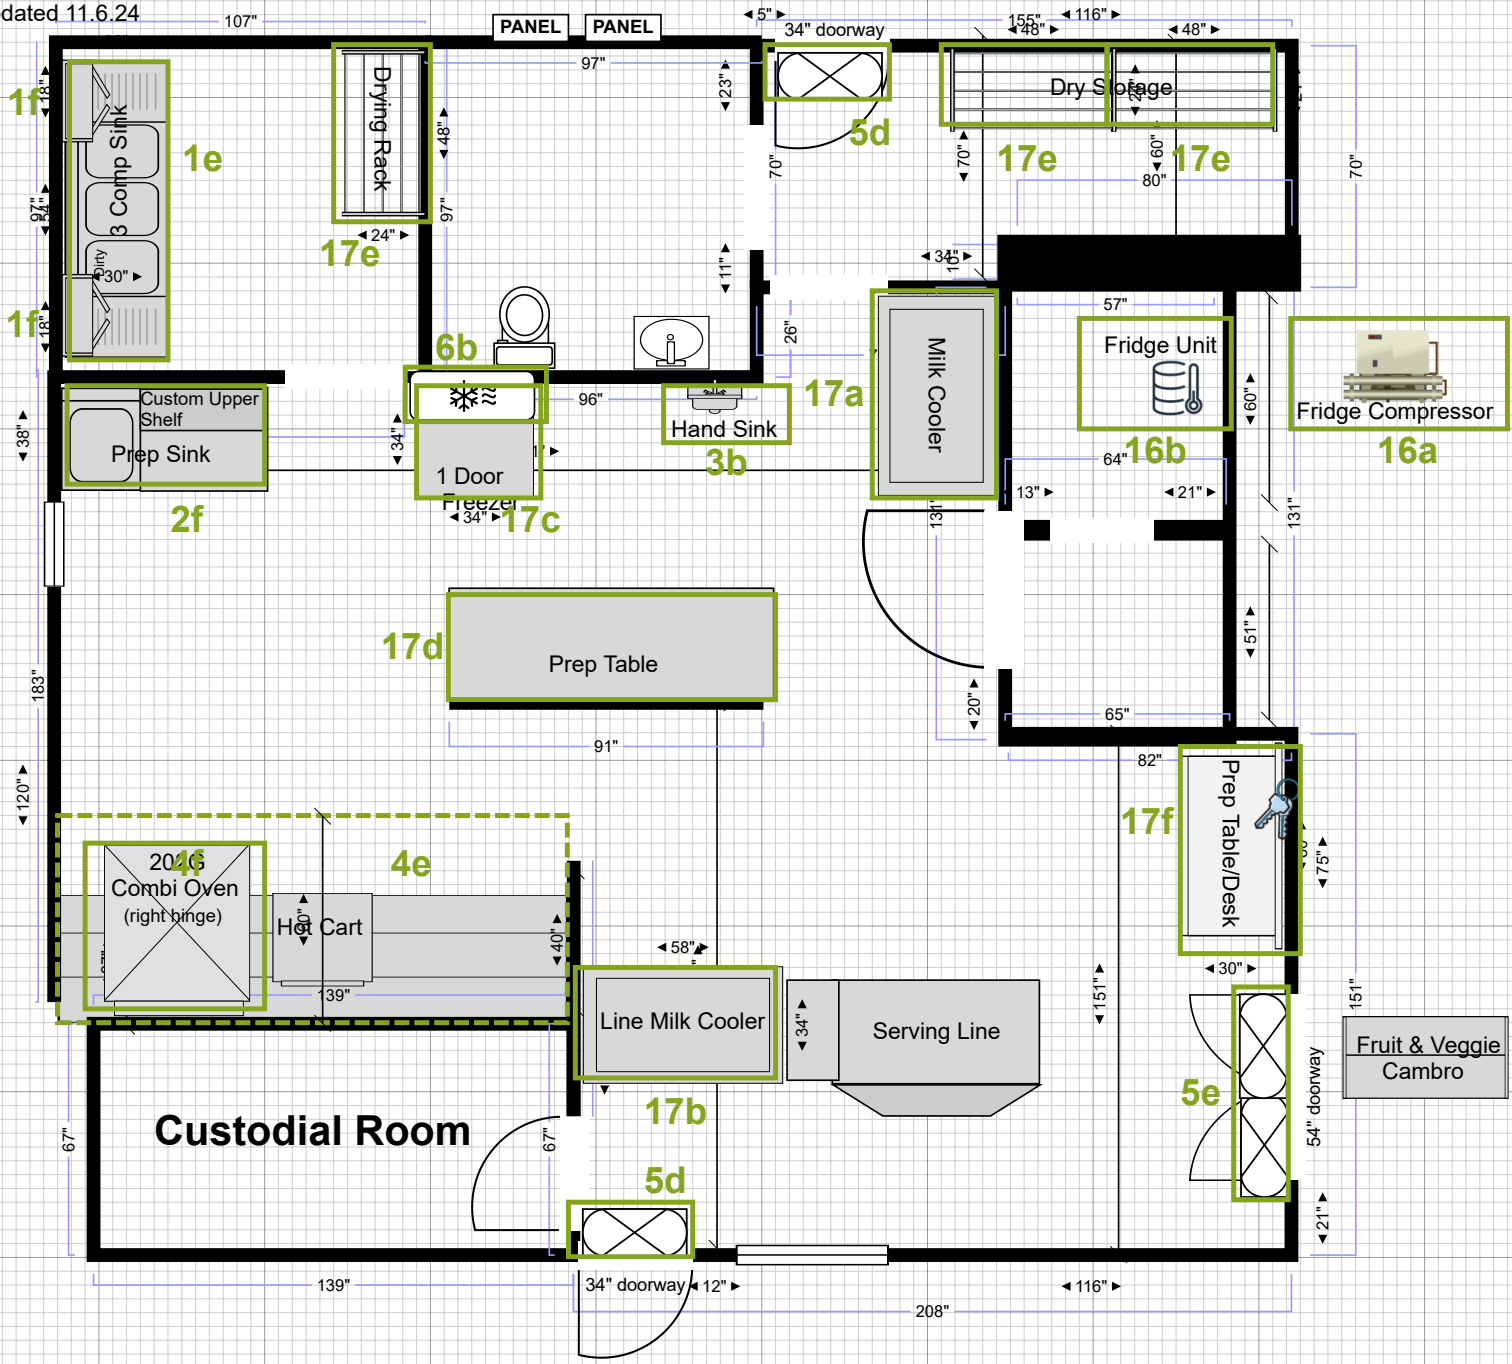 dated 11.6.24
107"
PANEL
PANEL
5"
155"
116"
34" doorway
48"
48"
97"
18"
1f
3 Comp Sink
1e
Drying Rack
48"
23"
5d
Dry Storage
17e
17e
70"
60"
70"
70"
80"
97"
54"
97"
24"
17e
Dirty
30"
11"
34"
10"
1f
18"
57"
26"
6b
17a
Milk Cooler
Fridge Unit
16b
60"
Fridge Compressor
16a
38"
Custom Upper
Shelf
Prep Sink
2f
96"
34"
1 Door
Freezer
34"
17c
Hand Sink
3b
64"
13"
21"
131"
131"
183"
17d
Prep Table
91"
51"
20"
65"
82"
120"
17f
Prep Table/Desk
75"
4f
Combi Oven
(right hinge)
4e
Hot Cart
40"
139"
58"
30"
Line Milk Cooler
17b
34"
Serving Line
151"
151"
5e
54" doorway
Fruit & Veggie
Cambro
67"
Custodial Room
67"
5d
21"
139"
34" doorway
12"
116"
208"